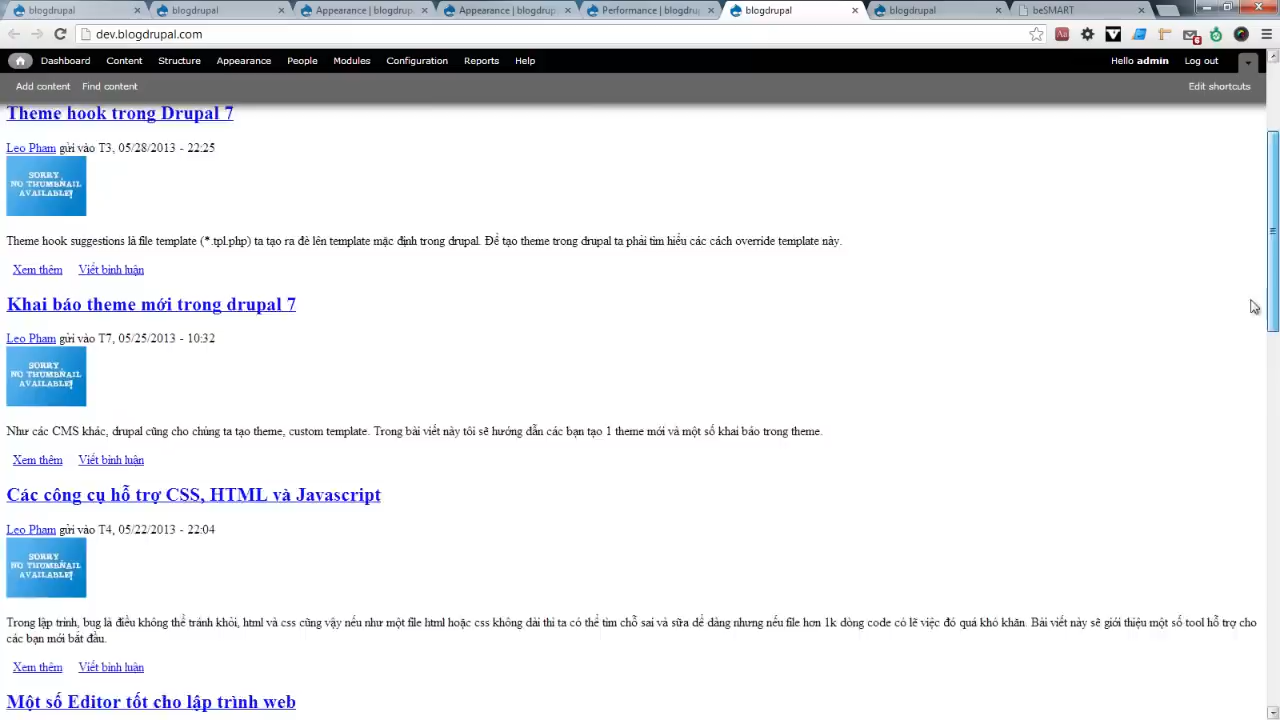 blogdrupal
blogdrupal
Appearance | blogdrup
Appearance | blogdrup
Performance | blogdru
blogdrupal
blogdrupal
beSMART
dev.blogdrupal.com
Dashboard Content Structure Appearance People Modules Configuration Reports Help
Hello admin Log out
Add content Find content
Edit shortcuts
Theme hook trong Drupal 7
Leo Pham gửi vào T3, 05/28/2013 - 22:25
SORRY
NO THUMBNAIL
AVAILABLE!
Theme hook suggestions là file template (*.tpl.php) ta tạo ra đè lên template mặc định trong drupal. Để tạo theme trong drupal ta phải tìm hiểu các cách override template này.
Xem thêm Viết bình luận
Khai báo theme mới trong drupal 7
Leo Pham gửi vào T7, 05/25/2013 - 10:32
SORRY
NO THUMBNAIL
AVAILABLE!
Như các CMS khác, drupal cũng cho chúng ta tạo theme, custom template. Trong bài viết này tôi sẽ hướng dẫn các bạn tạo 1 theme mới và một số khai báo trong theme.
Xem thêm Viết bình luận
Các công cụ hỗ trợ CSS, HTML và Javascript
Leo Pham gửi vào T4, 05/22/2013 - 22:04
SORRY
NO THUMBNAIL
AVAILABLE!
Trong lập trình, bug là điều không thể tránh khỏi, html và css cũng vậy nếu như một file html hoặc css không dài thì ta có thể tìm chỗ sai và sữa dể dàng nhưng nếu file hơn 1k dòng code có lẽ việc đó quá khó khăn. Bài viết này sẽ giới thiệu một số tool hỗ trợ cho
các bạn mới bắt đầu.
Xem thêm Viết bình luận
Một số Editor tốt cho lập trình web